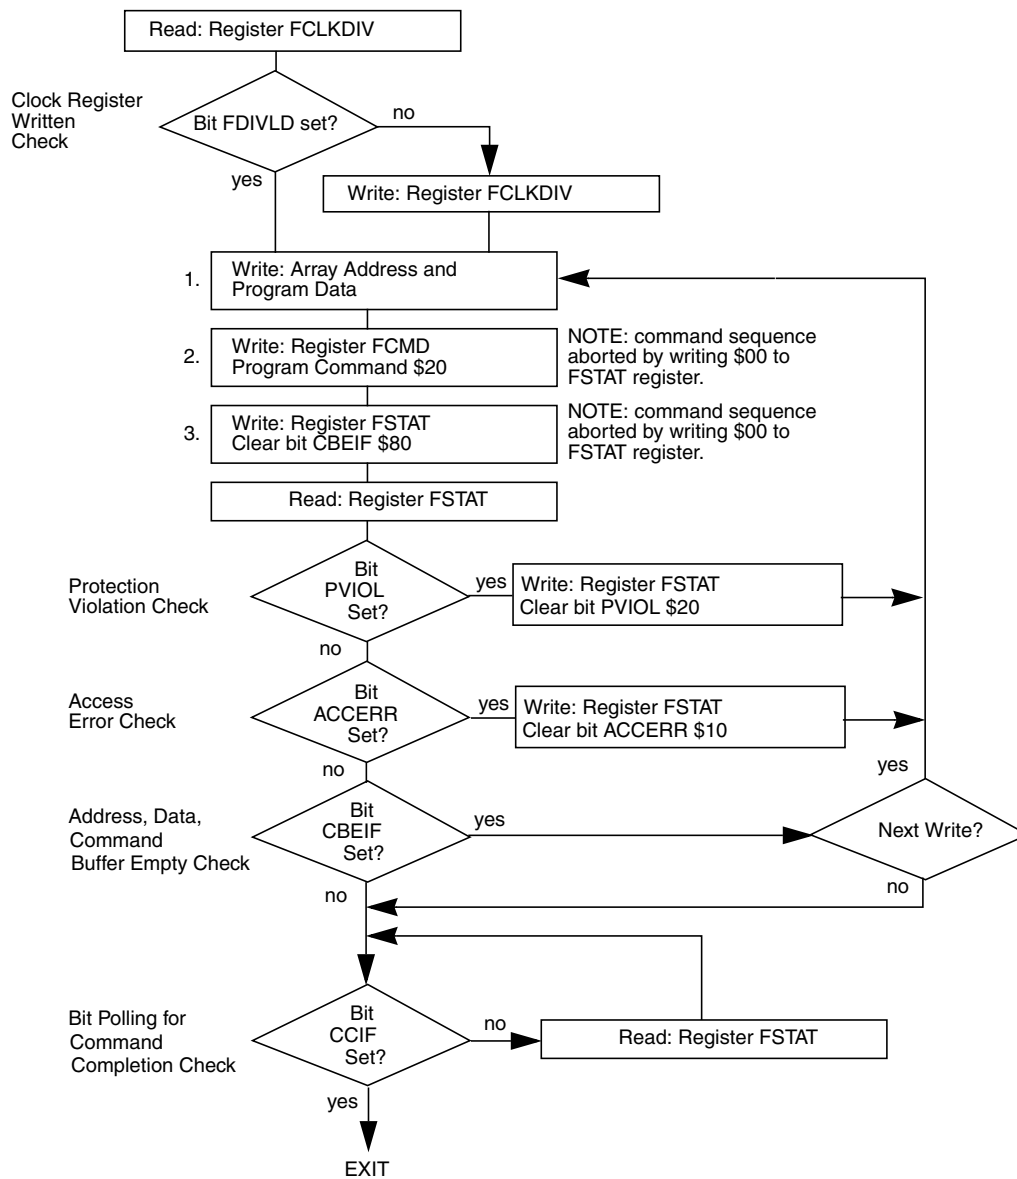 Read: Register FCLKDIV
Clock Register
Written
Check
Bit FDIVLD set?
no
yes
Write: Register FCLKDIV
1.
Write: Array Address and
Program Data
2.
Write: Register FCMD
Program Command $20
NOTE: command sequence
aborted by writing $00 to
FSTAT register.
3.
Write: Register FSTAT
Clear bit CBEIF $80
NOTE: command sequence
aborted by writing $00 to
FSTAT register.
Read: Register FSTAT
Protection
Violation Check
Bit
PVIOL
Set?
yes
Write: Register FSTAT
Clear bit PVIOL $20
no
Access
Error Check
Bit
ACCERR
Set?
yes
Write: Register FSTAT
Clear bit ACCERR $10
no
yes
Address, Data,
Command
Buffer Empty Check
Bit
CBEIF
Set?
yes
Next Write?
no
no
Bit Polling for
Command
Completion Check
Bit
CCIF
Set?
no
Read: Register FSTAT
yes
EXIT